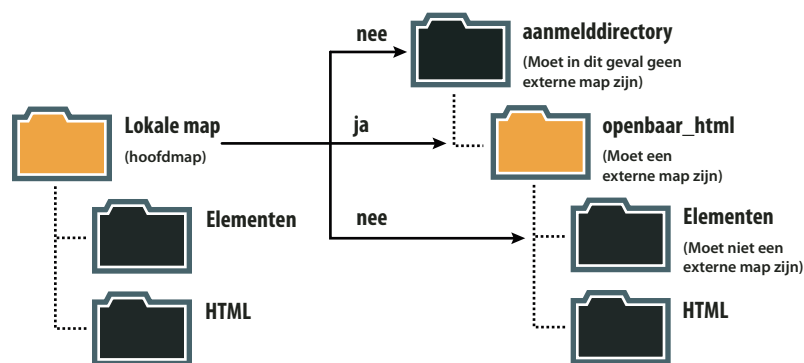 nee
aanmelddirectory
(Moet in dit geval geen
externe map zijn)
Lokale map
(hoofdmap)
ja
openbaar_html
(Moet een
externe map zijn)
Elementen
nee
Elementen
(Moet niet een
externe map zijn)
HTML
HTML